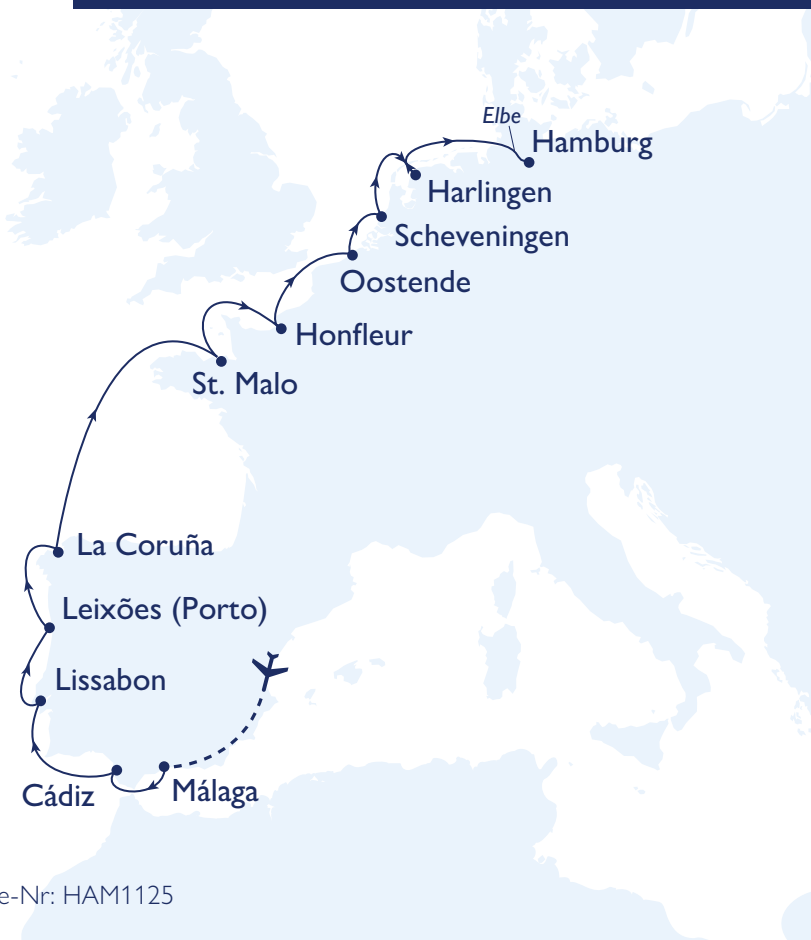 Elbe
Hamburg
Harlingen
Scheveningen
Oostende
Honfleur
St. Malo
La Coruña
Leixões (Porto)
Lissabon
Cádiz
Málaga
e-Nr: HAM1125